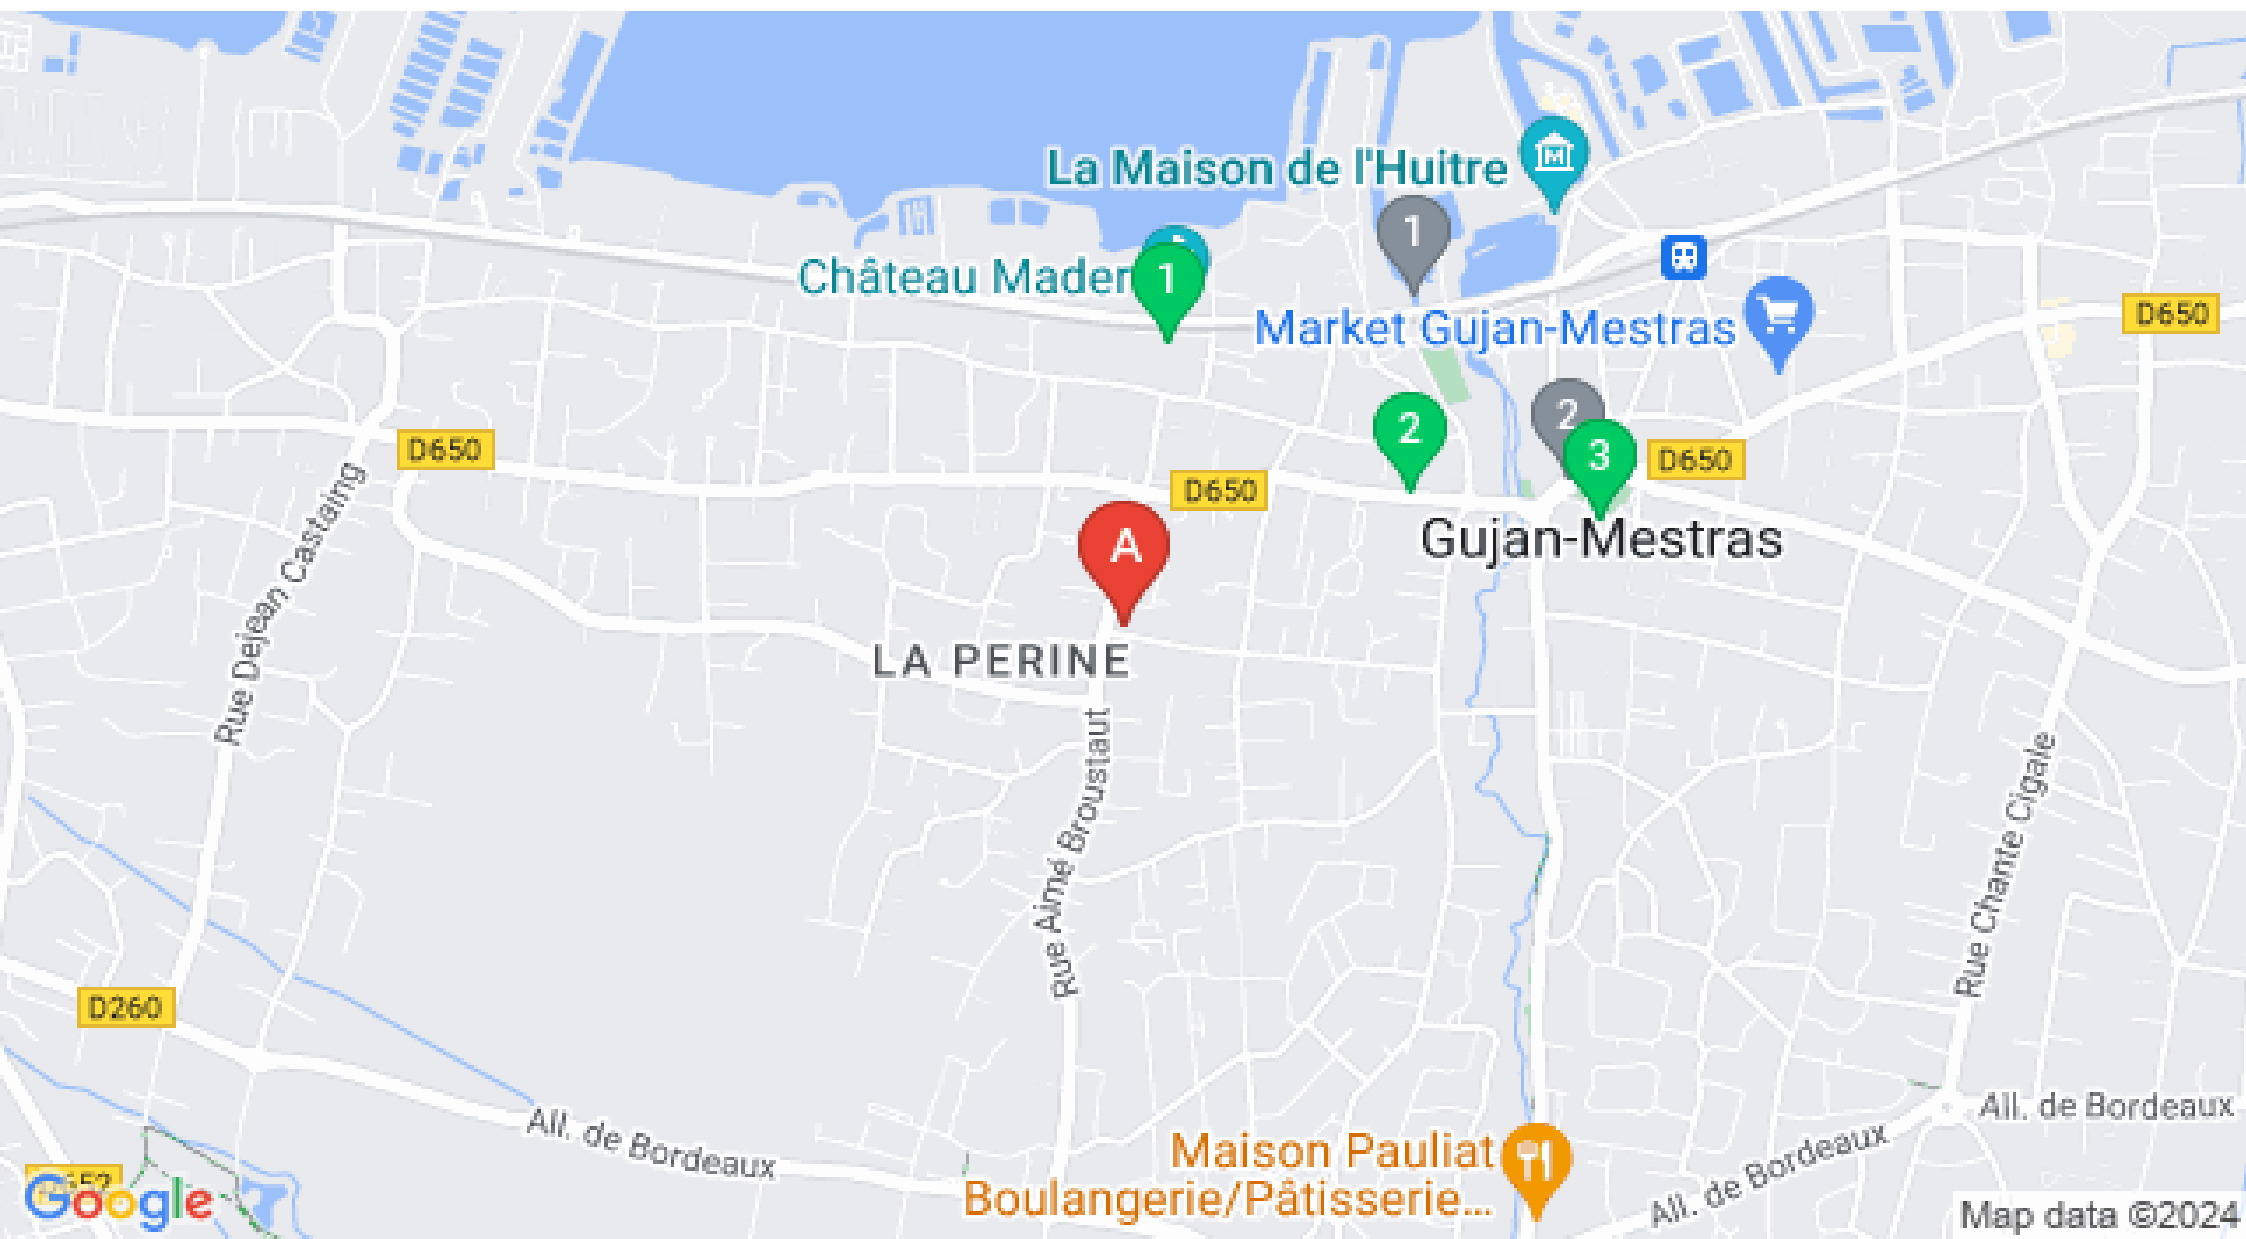 La Maison de l'Huitre
1
Château Mader
1
Market Gujan-Mestras
D650
2
2
3
D650
D650
D650
A
Gujan-Mestras
LA PERINE
Rue Dejean Castaing
Rue Aimé Broustaut
Rue Chante Cigale
D260
All. de Bordeaux
All. de Bordeaux
All. de Bordeaux
Maison Pauliat
Boulangerie/Pâtisserie...
Google
Map data ©2024